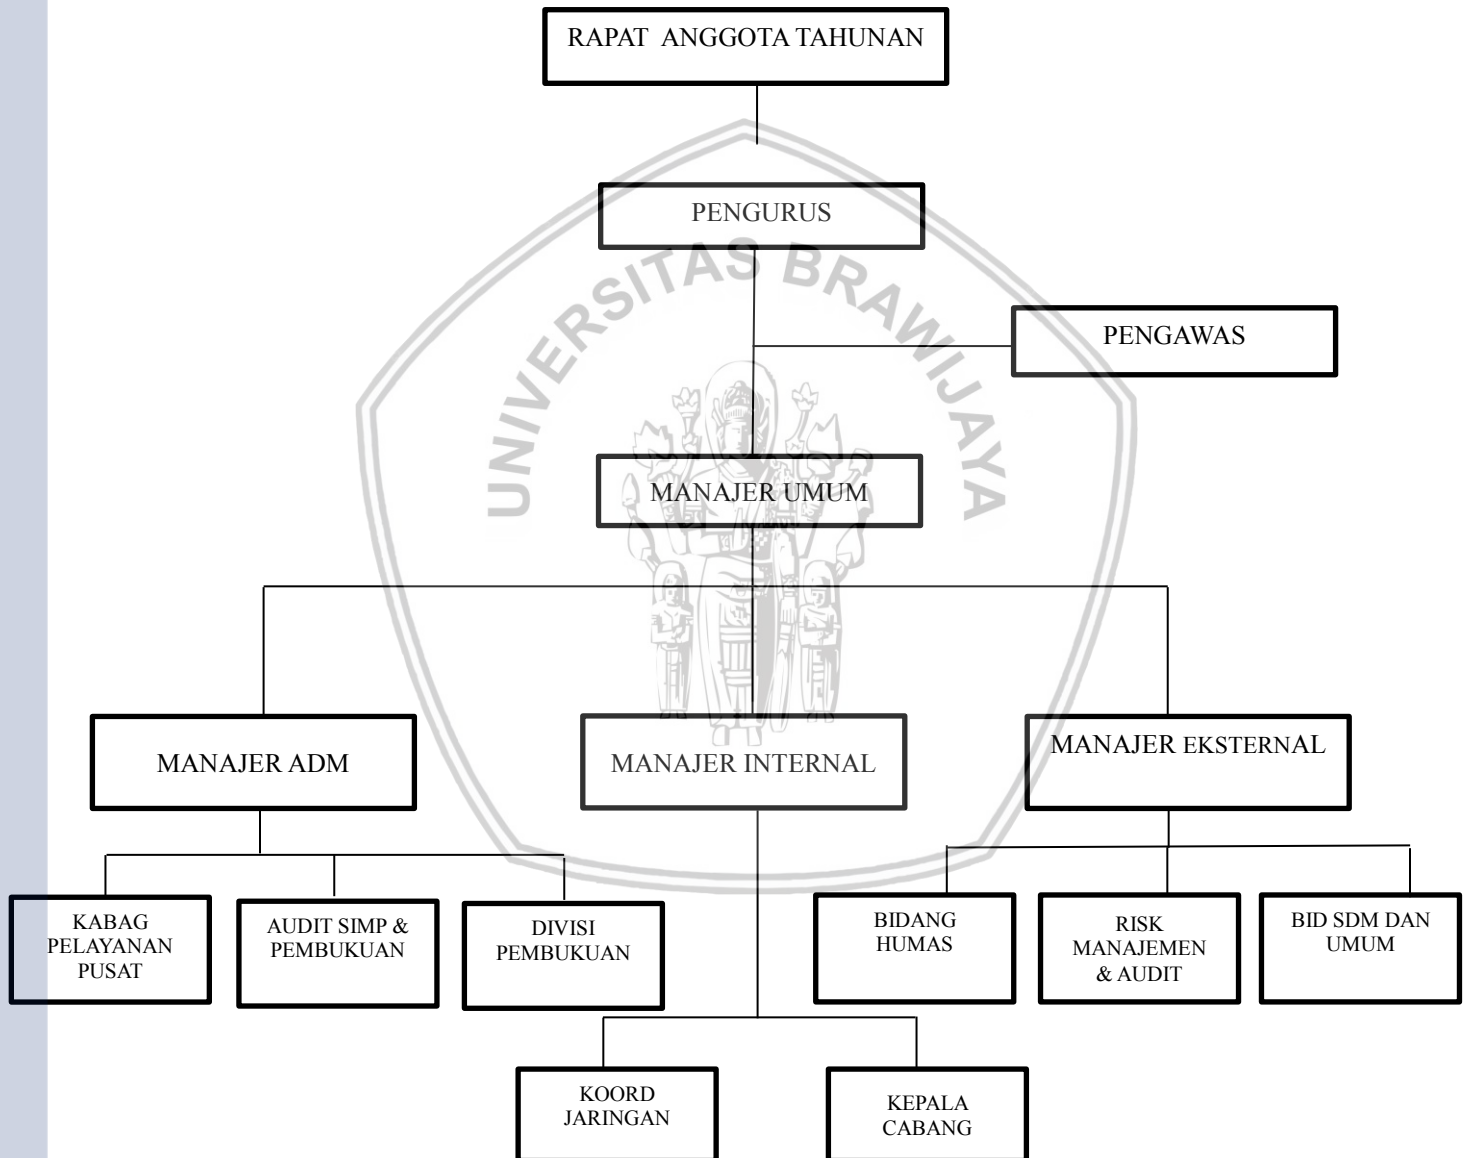 RAPAT ANGGOTA TAHUNAN
PENGURUS
UNIVERSITAS BRAWIJAYA
PENGAWAS
MANAJER UMUM
MANAJER ADM
MANAJER INTERNAL
MANAJER EKSTERNAL
KABAG
PELAYANAN
PUSAT
AUDIT SIMP &
PEMBUKUAN
DIVISI
PEMBUKUAN
BIDANG
HUMAS
RISK
MANAJEMEN
& AUDIT
BID SDM DAN
UMUM
KOORD
JARINGAN
KEPALA
CABANG